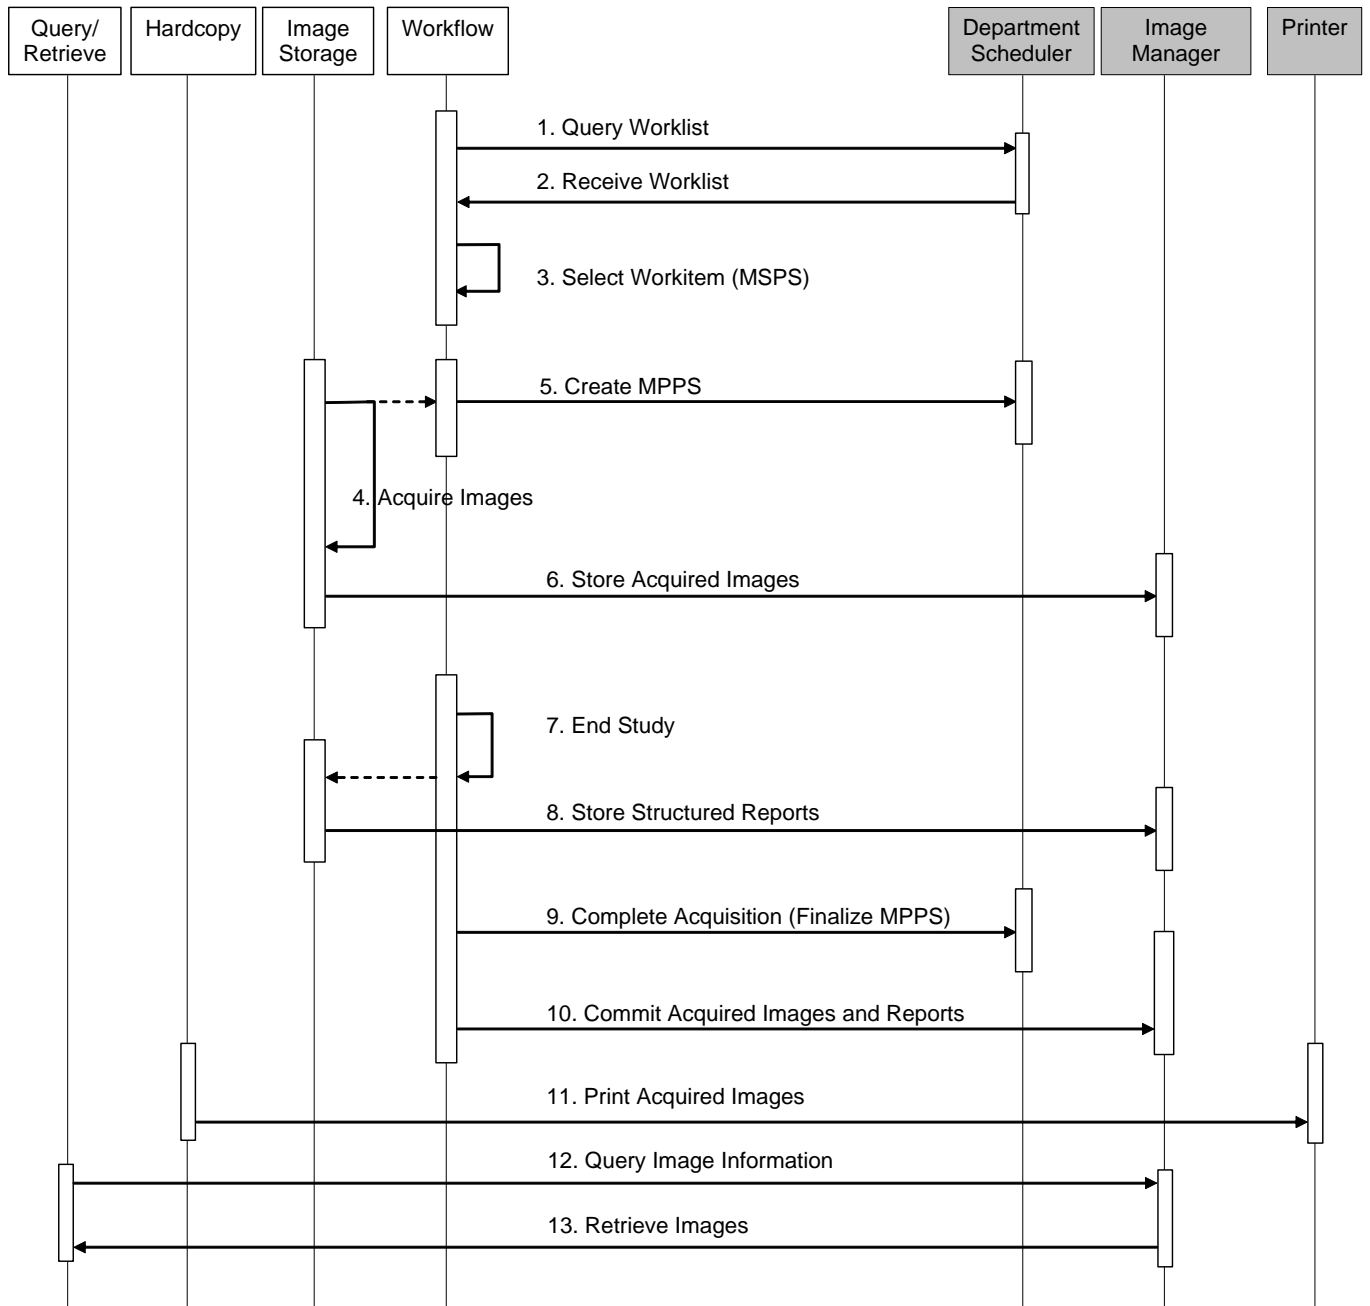 Query/
Retrieve
Hardcopy
Image
Storage
Workflow
Department
Scheduler
Image
Manager
Printer
1. Query Worklist
2. Receive Worklist
3. Select Workitem (MSPS)
5. Create MPPS
4. Acquire Images
6. Store Acquired Images
7. End Study
8. Store Structured Reports
9. Complete Acquisition (Finalize MPPS)
10. Commit Acquired Images and Reports
11. Print Acquired Images
12. Query Image Information
13. Retrieve Images